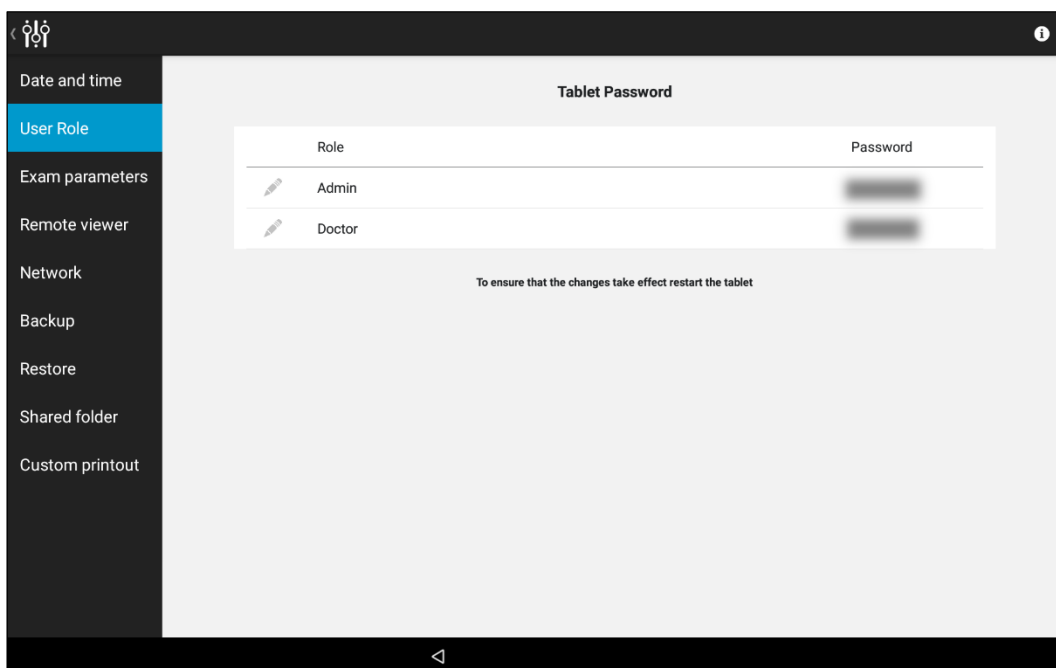 Date and time
User Role
Exam parameters
Remote viewer
Network
Backup
Restore
Shared folder
Custom printout
Tablet Password
Role Password
Admin
Doctor
To ensure that the changes take effect restart the tablet